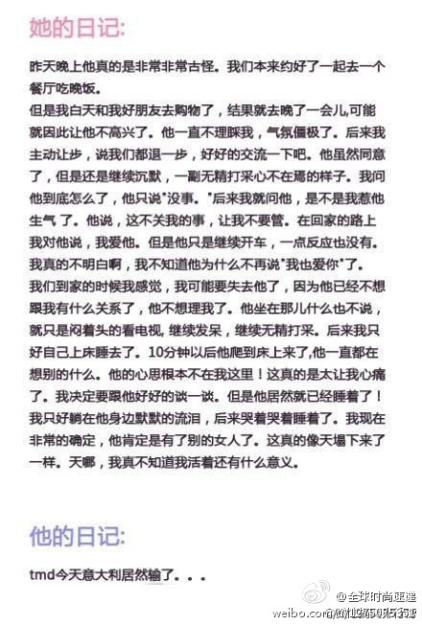 她的日记:
昨天晚上他真的是非常非常古怪。我们本来约好了一起去一个
餐厅吃晚饭。
但是我白天和我好朋友去购物了，结果就去晚了一会儿,可能
就因此让他不高兴了。他一直不理睬我，气氛僵极了。后来我
主动让步，说我们都退一步，好好的交流一下吧。他虽然同意
了，但是还是继续沉默，一副无精打采心不在焉的样子。我问
他到底怎么了，他只说"没事。"后来我就问他，是不是我惹他
生气 了。他说，这不关我的事，让我不要管。在回家的路上
我对他说，我爱他。但是他只是继续开车，一点反应也没有。
我真的不明白啊，我不知道他为什么不再说"我也爱你"了。
我们到家的时候我感觉，我可能要失去他了，因为他已经不想
跟我有什么关系了，他不想理我了。他坐在那儿什么也不说，
就只是闷着头的看电视, 继续发呆，继续无精打采。后来我只
好自己上床睡去了。10分钟以后他爬到床上来了,他一直都在
想别的什么。他的心思根本不在我这里！这真的是太让我心痛
了。我决定要跟他好好的谈一谈。但是他居然就已经睡着了！
我只好躺在他身边默默的流泪，后来哭着哭着睡着了。我现在
非常的确定，他肯定是有了别的女人了。这真的像天塌下来了
一样。天哪，我真不知道我活着还有什么意义。
他的日记:
tmd今天意大利居然输了。。。
@全球时尚速递